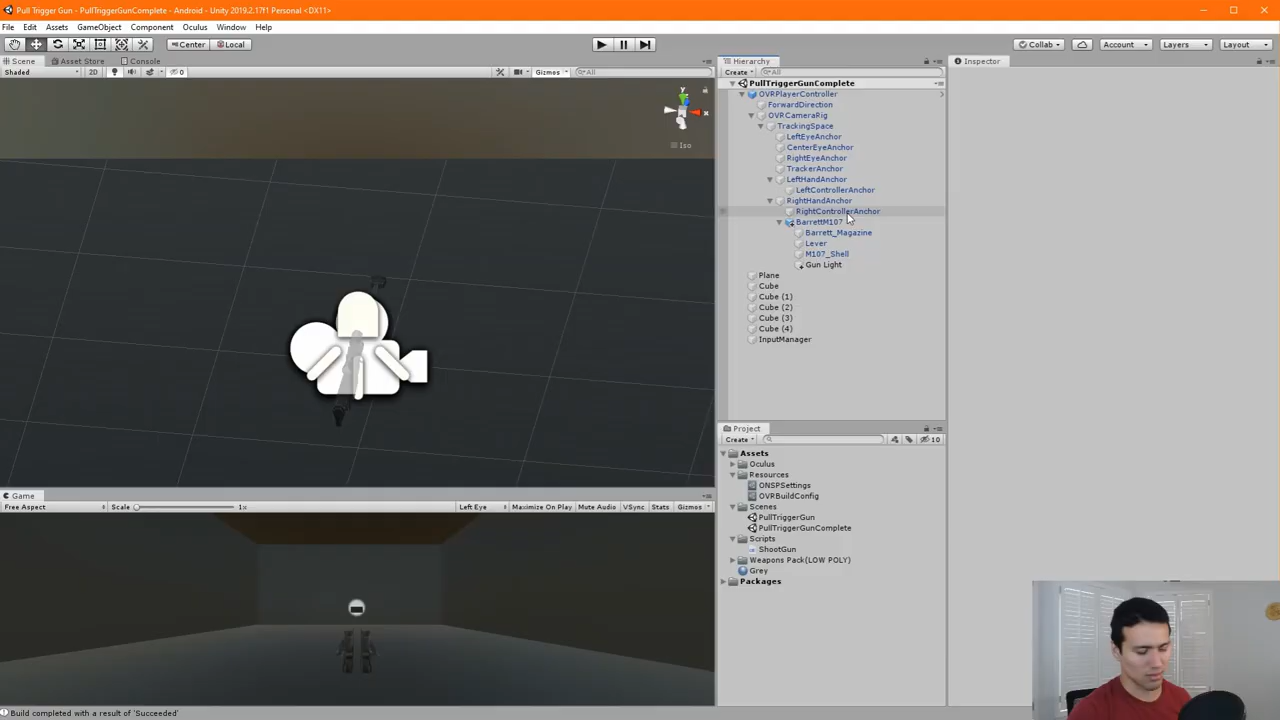 Pull Trigger Gun - PullTriggerGunComplete - Android - Unity 2019.2.17f1 Personal <DX11>
File Edit Assets GameObject Component Oculus Window Help
Center Local Collab Account Layers Layout
Scene Asset Store Console
Shaded 2D 0 Gizmos All
y
x
Iso
Hierarchy
Create All
PullTriggerGunComplete
OVRPlayerController
ForwardDirection
OVRCameraRig
TrackingSpace
LeftEyeAnchor
CenterEyeAnchor
RightEyeAnchor
TrackerAnchor
LeftHandAnchor
LeftControllerAnchor
RightHandAnchor
RightControllerAnchor
BarrettM107
Barrett_Magazine
Lever
M107_Shell
Gun Light
Plane
Cube
Cube (1)
Cube (2)
Cube (3)
Cube (4)
InputManager
Inspector
Project
Create 10
Assets
Oculus
Resources
ONSPSettings
OVRBuildConfig
Scenes
PullTriggerGun
PullTriggerGunComplete
Scripts
ShootGun
Weapons Pack(LOW POLY)
Grey
Packages
Game
Free Aspect Scale 1x Left Eye Maximize On Play Mute Audio VSync Stats Gizmos
Build completed with a result of 'Succeeded'